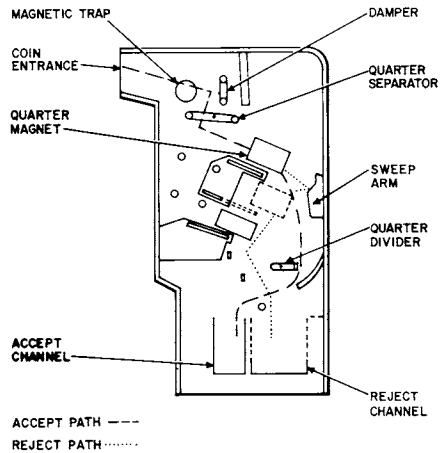 MAGNETIC TRAP
DAMPER
COIN
ENTRANCE
QUARTER
SEPARATOR
QUARTER
MAGNET
SWEEP
ARM
QUARTER
DIVIDER
ACCEPT
CHANNEL
REJECT
CHANNEL
ACCEPT PATH
REJECT PATH